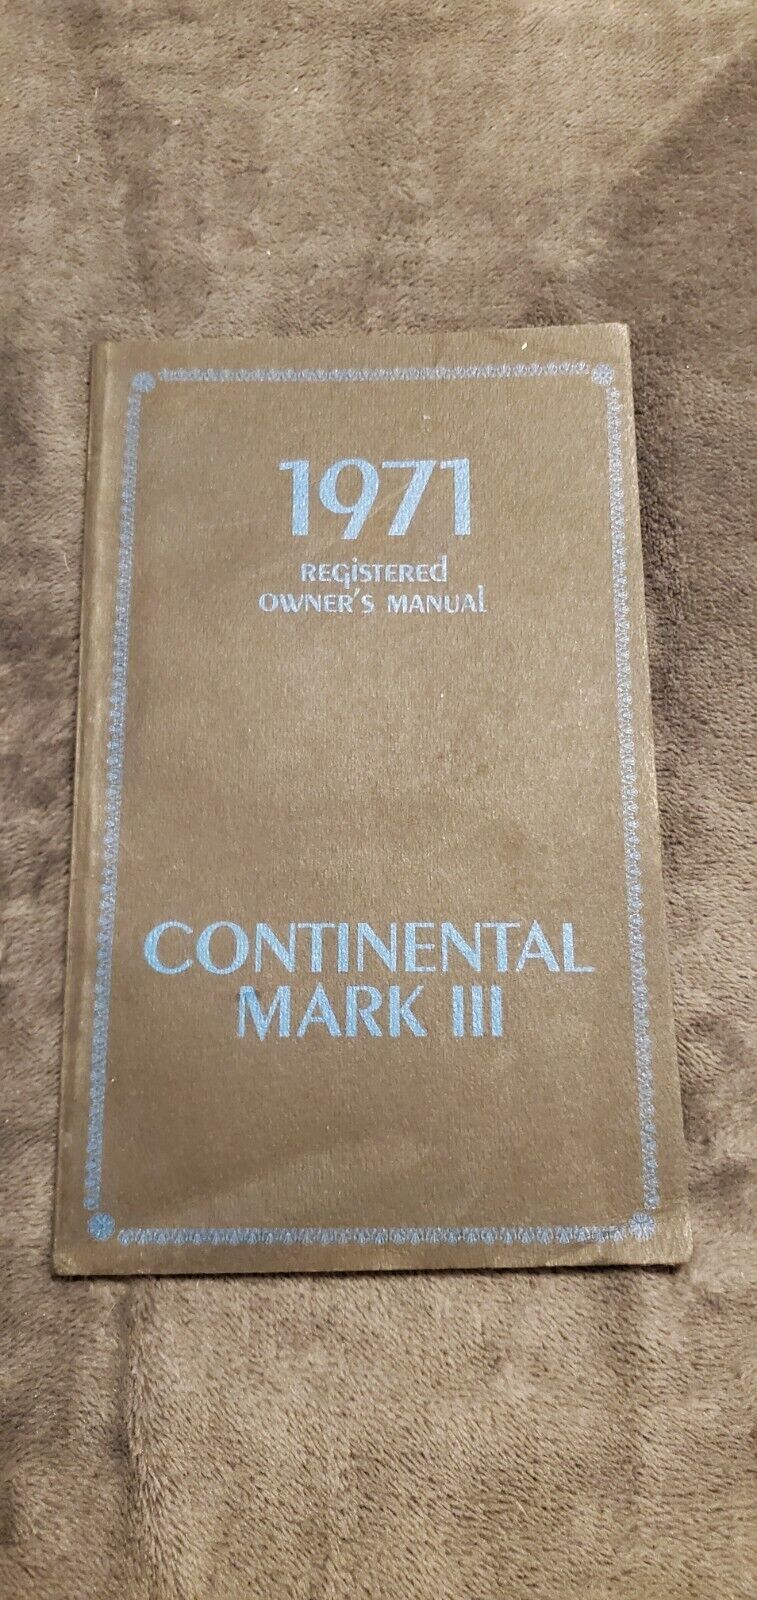 1971
REGISTERED
OWNER'S MANUAL
CONTINENTAL
MARK III